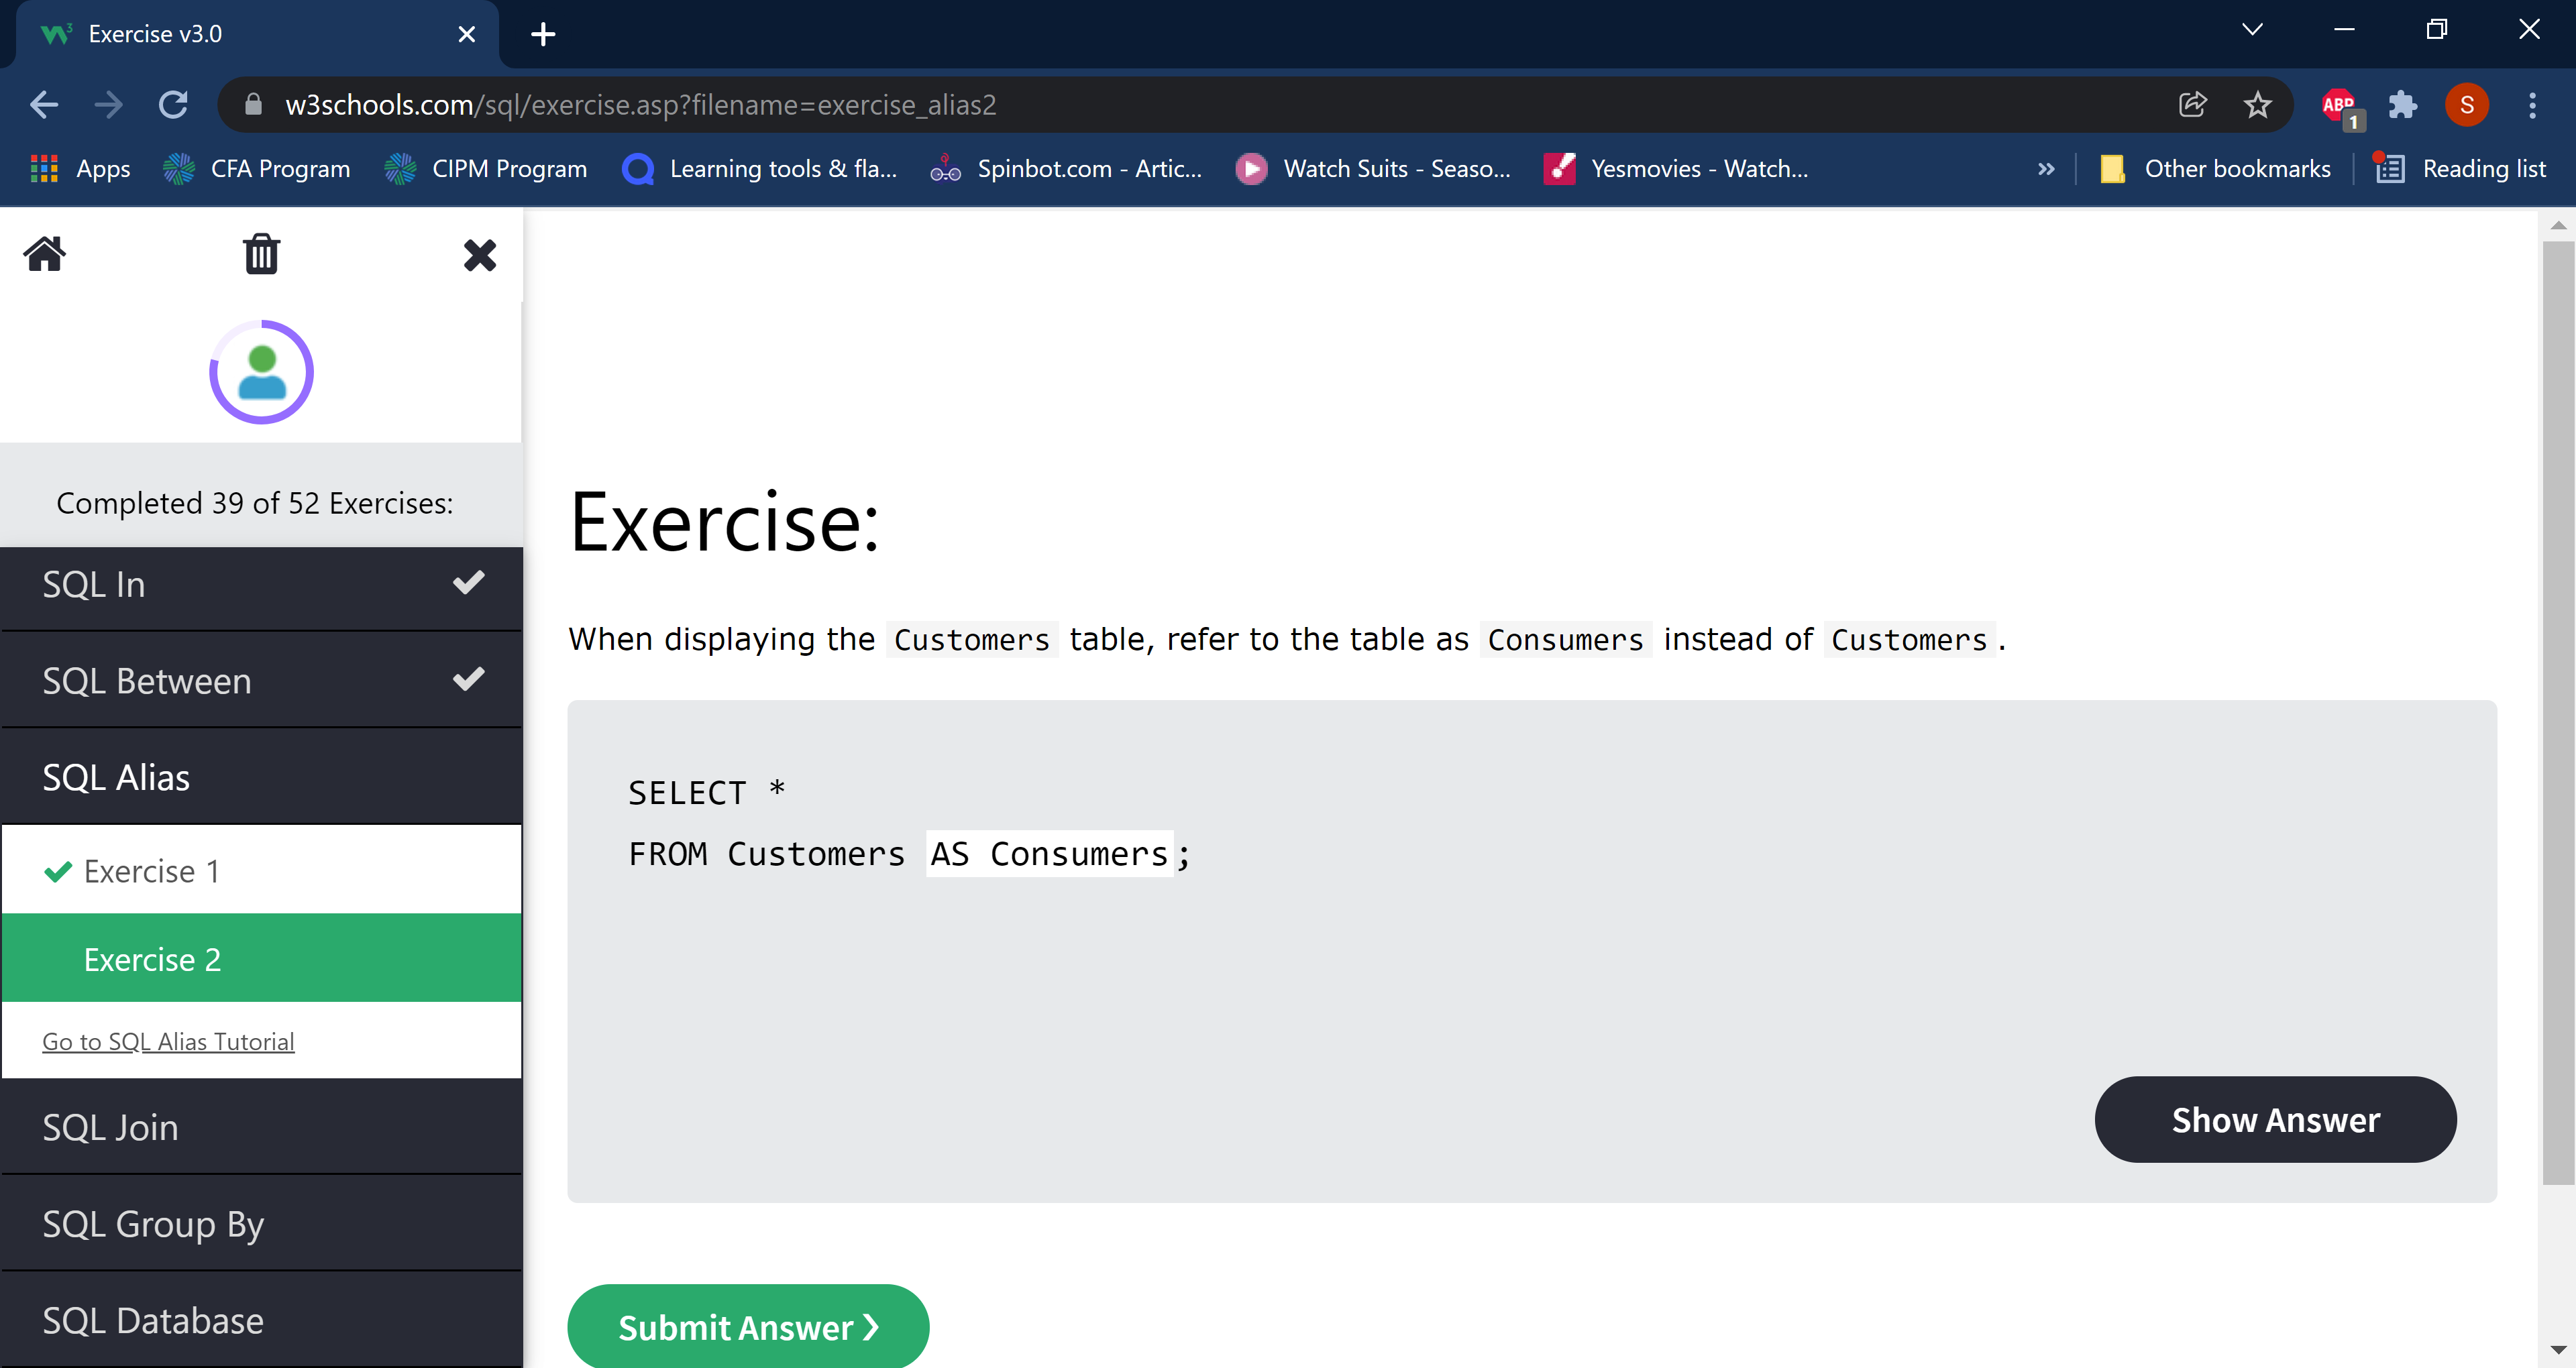 Exercise v3.0
w3schools.com/sql/exercise.asp?filename=exercise_alias2
ABP
1
S
Apps
CFA Program
CIPM Program
Learning tools & fla...
Spinbot.com - Artic...
Watch Suits - Seaso...
Yesmovies - Watch...
»
Other bookmarks
Reading list
Completed 39 of 52 Exercises:
SQL In
SQL Between
SQL Alias
Exercise 1
Exercise 2
Go to SQL Alias Tutorial
SQL Join
SQL Group By
SQL Database
Exercise:
When displaying the Customers table, refer to the table as Consumers instead of Customers.
SELECT *
FROM Customers AS Consumers;
Show Answer
Submit Answer ❯